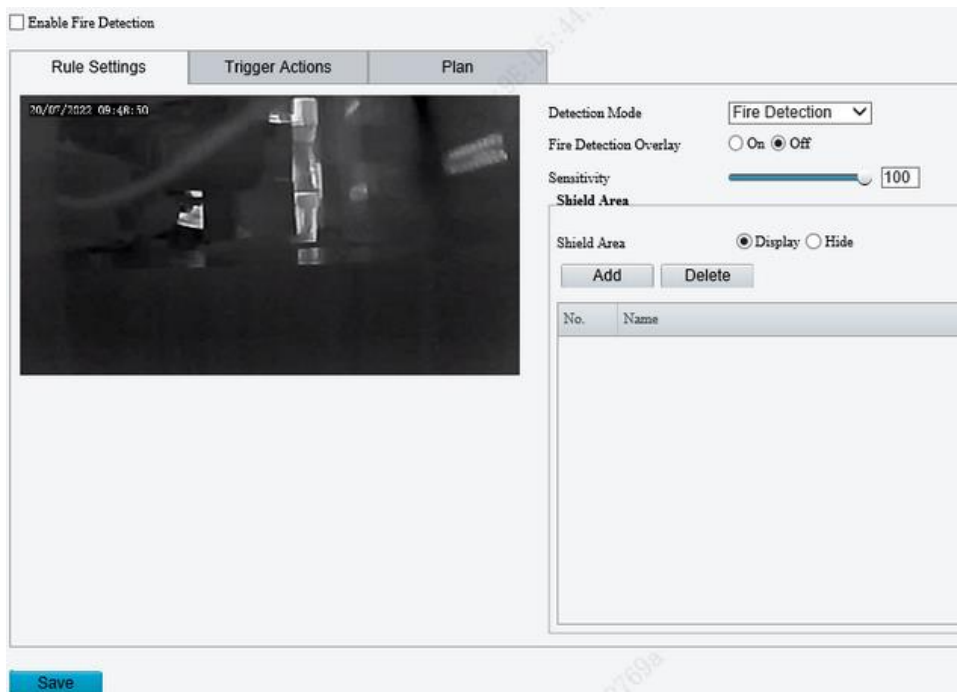 Enable Fire Detection
Rule Settings Trigger Actions Plan
20/07/2022 09:48:50
Detection Mode Fire Detection
Fire Detection Overlay On Off
Sensitivity 100
Shield Area
Shield Area Display Hide
Add Delete
No. Name
Save